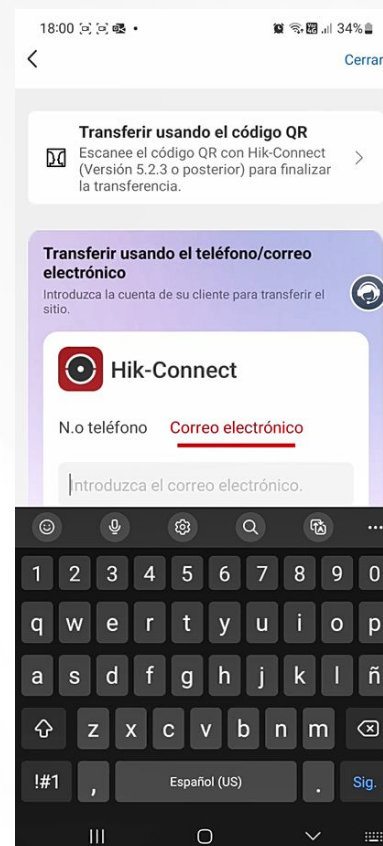 18:00
34%
Cerrar
Transferir usando el código QR
Escanee el código QR con Hik-Connect
(Versión 5.2.3 o posterior) para finalizar
la transferencia.
Transferir usando el teléfono/correo
electrónico
Introduzca la cuenta de su cliente para transferir el
sitio.
Hik-Connect
N.o teléfono Correo electrónico
Introduzca el correo electrónico.
1 2 3 4 5 6 7 8 9 0
q w e r t y u i o p
a s d f g h j k l ñ
z x c v b n m
!#1 , Español (US) . Sig.